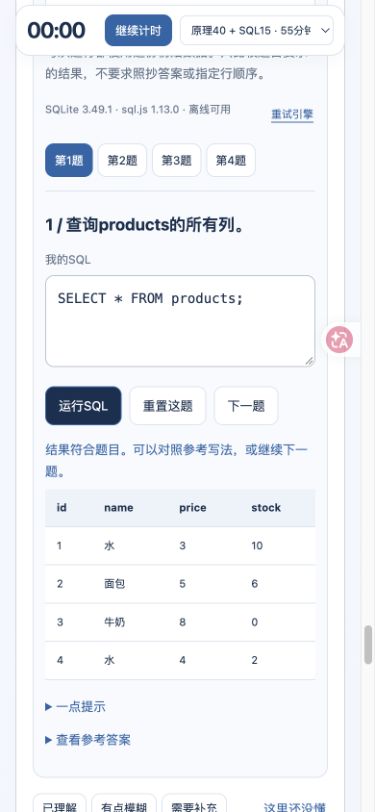 00:00
继续计时
原理40 + SQL15 · 55分钟
的结果，不要求照抄答案或指定行顺序。
SQLite 3.49.1 · sql.js 1.13.0 · 离线可用
重试引擎
第1题 第2题 第3题 第4题
1 / 查询products的所有列。
我的SQL
SELECT * FROM products;
运行SQL 重置这题 下一题
结果符合题目。可以对照参考写法，或继续下一
题。
id name price stock
1 水 3 10
2 面包 5 6
3 牛奶 8 0
4 水 4 2
▶ 一点提示
▶ 查看参考答案
已理解 有点模糊 需要补充 这里还没懂